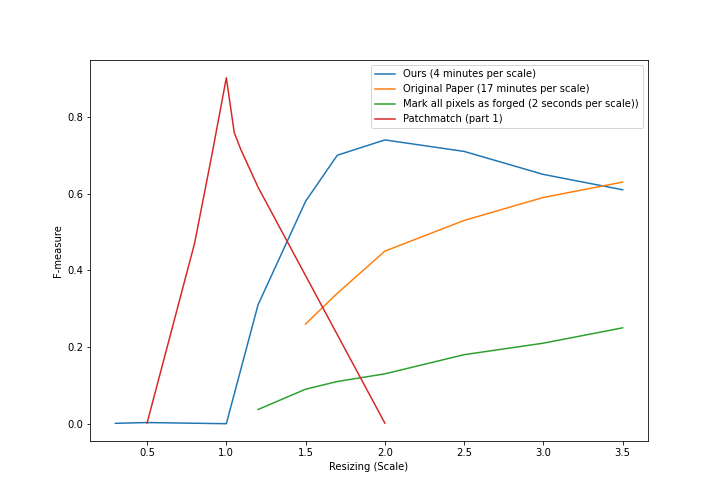 Ours (4 minutes per scale)
Original Paper (17 minutes per scale)
Mark all pixels as forged (2 seconds per scale))
Patchmatch (part 1)
0.8
0.6
0.4
0.2
0.0
F-measure
0.5 1.0 1.5 2.0 2.5 3.0 3.5
Resizing (Scale)